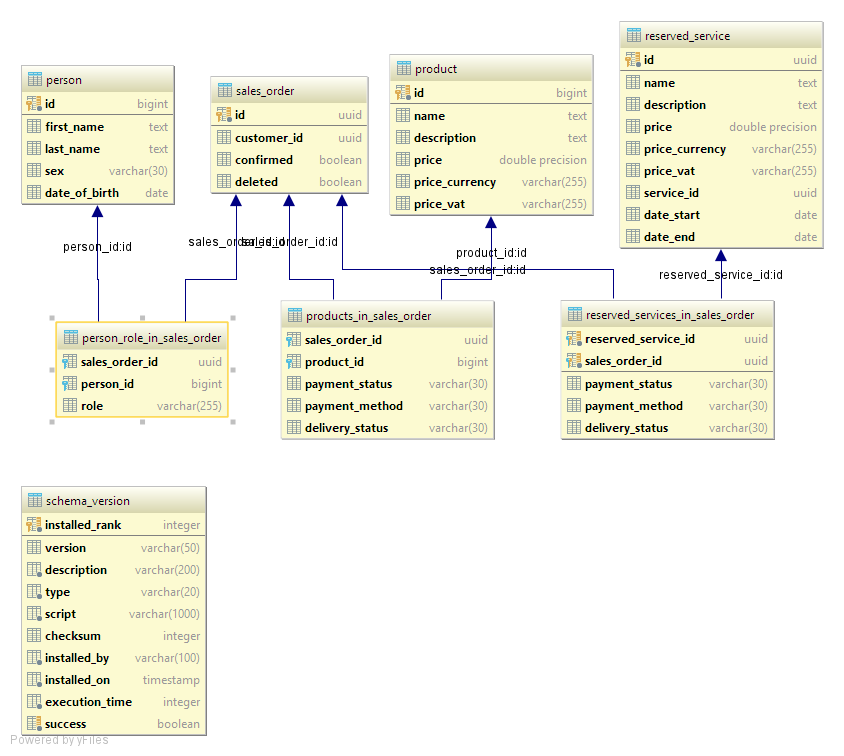 person
id bigint
first_name text
last_name text
sex varchar(30)
date_of_birth date
sales_order
id uuid
customer_id uuid
confirmed boolean
deleted boolean
product
id bigint
name text
description text
price double precision
price_currency varchar(255)
price_vat varchar(255)
reserved_service
id uuid
name text
description text
price double precision
price_currency varchar(255)
price_vat varchar(255)
service_id uuid
date_start date
date_end date
person_id:id
sales_order_id:id
sales_order_id:id
product_id:id
sales_order_id:id
reserved_service_id:id
person_role_in_sales_order
sales_order_id uuid
person_id bigint
role varchar(255)
products_in_sales_order
sales_order_id uuid
product_id bigint
payment_status varchar(30)
payment_method varchar(30)
delivery_status varchar(30)
reserved_services_in_sales_order
reserved_service_id uuid
sales_order_id uuid
payment_status varchar(30)
payment_method varchar(30)
delivery_status varchar(30)
schema_version
installed_rank integer
version varchar(50)
description varchar(200)
type varchar(20)
script varchar(1000)
checksum integer
installed_by varchar(100)
installed_on timestamp
execution_time integer
success boolean
Powered by yFiles